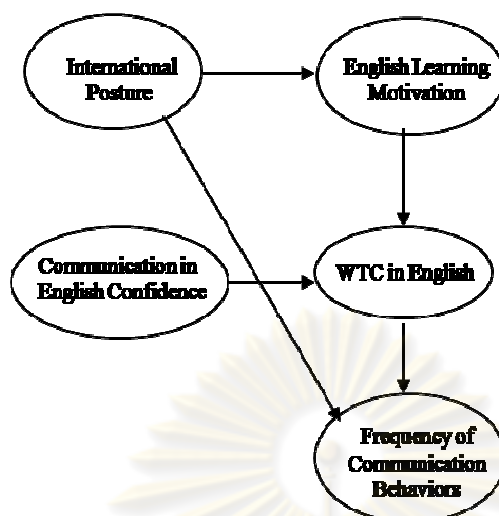 International
Posture
English Learning
Motivation
Communication in
English Confidence
WTC in English
Frequency of
Communication
Behaviors